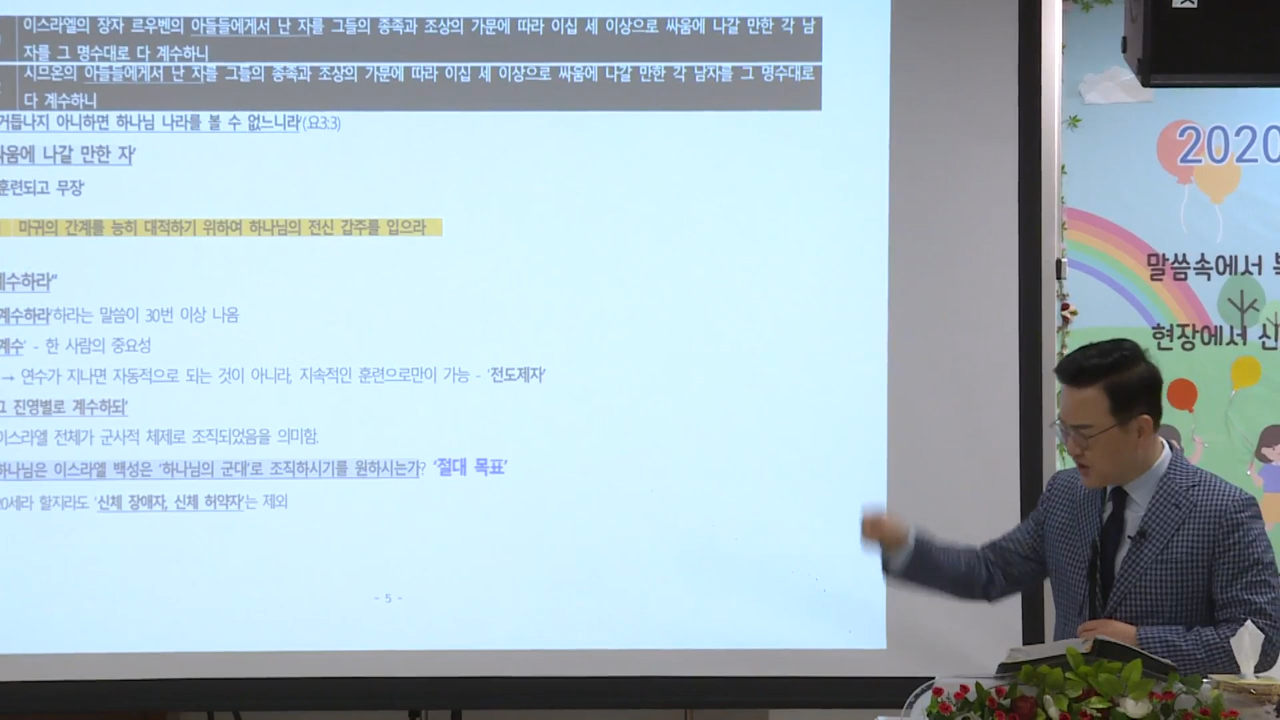 이스라엘의 장자 르우벤의 아들들에게서 난 자를 그들의 종족과 조상의 가문에 따라 이십 세 이상으로 싸움에 나갈 만한 각 남
자를 그 명수대로 다 계수하니
시므온의 아들들에게서 난 자를 그들의 종족과 조상의 가문에 따라 이십 세 이상으로 싸움에 나갈 만한 각 남자를 그 명수대로
다 계수하니
거듭나지 아니하면 하나님 나라를 볼 수 없느니라'(요3:3)
싸움에 나갈 만한 자'
훈련되고 무장'
마귀의 간계를 능히 대적하기 위하여 하나님의 전신 갑주를 입으라
계수하라"
계수하라'하라는 말씀이 30번 이상 나옴
계수' - 한 사람의 중요성
→ 연수가 지나면 자동적으로 되는 것이 아니라, 지속적인 훈련으로만이 가능 - '전도제자'
그 진영별로 계수하되'
이스라엘 전체가 군사적 체제로 조직되었음을 의미함.
하나님은 이스라엘 백성은 '하나님의 군대'로 조직하시기를 원하시는가? '절대 목표'
20세라 할지라도 '신체 장애자, 신체 허약자'는 제외
- 5 -
2020
말씀속에서
현장에서